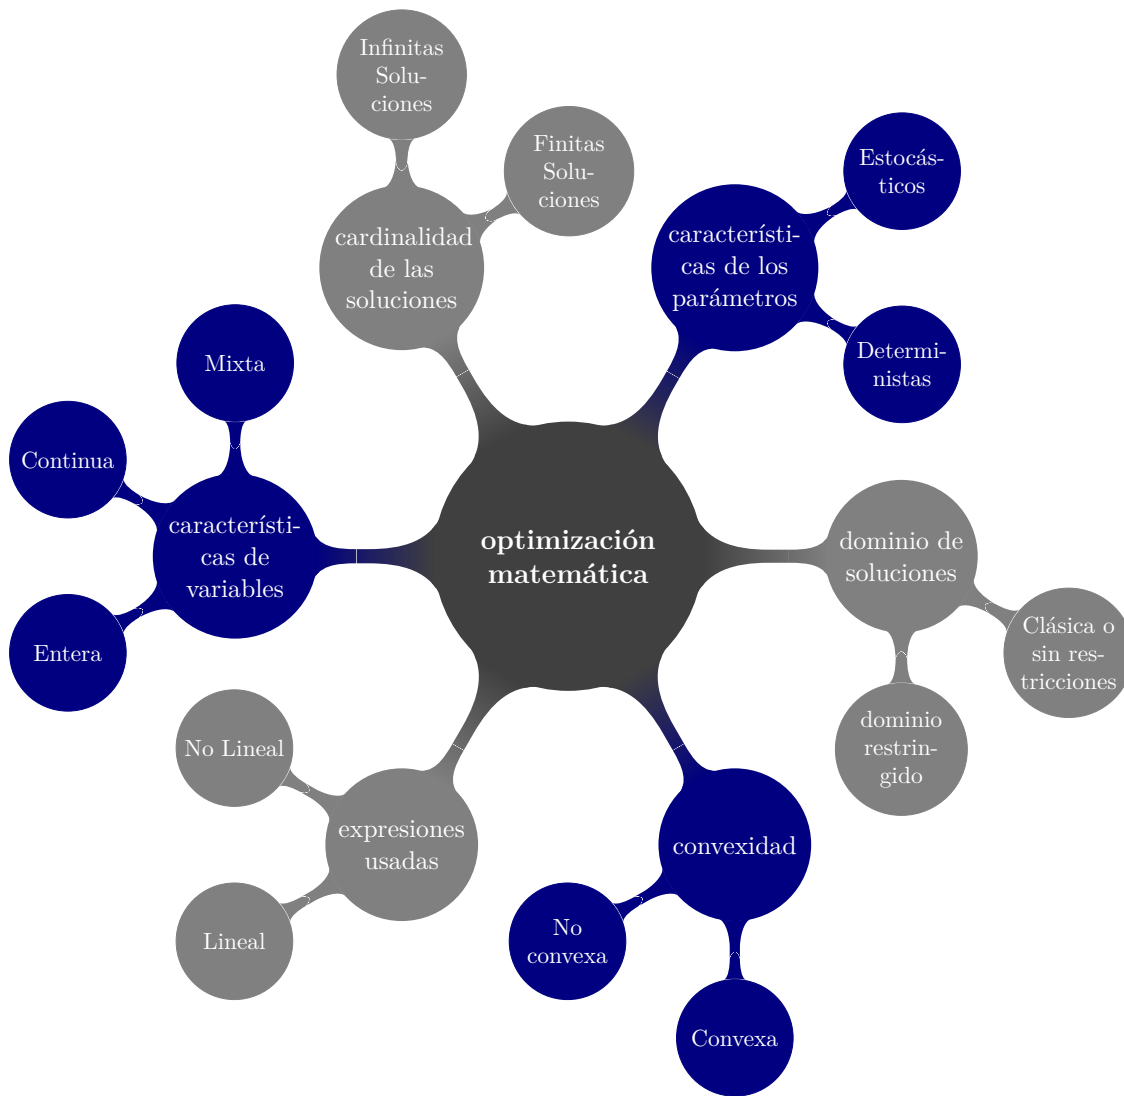 Infinitas
Solu-
ciones
Finitas
Solu-
ciones
cardinalidad
de las
soluciones
Estocás-
ticos
característi-
cas de los
parámetros
Determi-
nistas
Mixta
Continua
característi-
cas de
variables
Entera
optimización
matemática
dominio de
soluciones
Clásica o
sin res-
tricciones
dominio
restrin-
gido
No Lineal
expresiones
usadas
Lineal
convexidad
No
convexa
Convexa